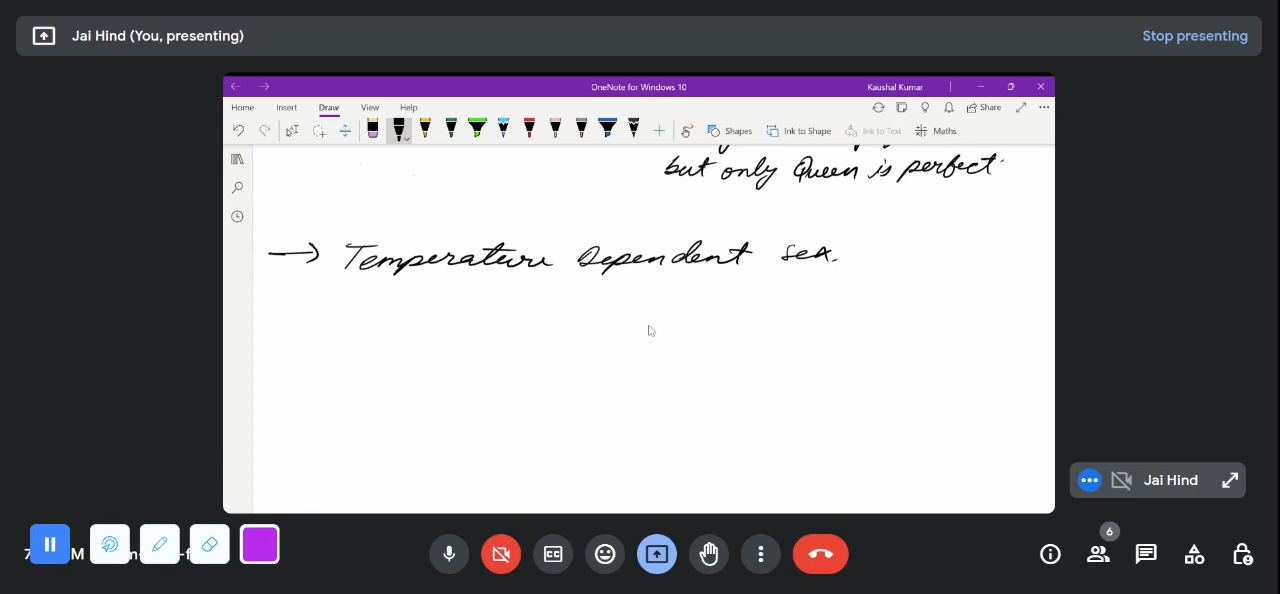 Jai Hind (You, presenting)
Stop presenting
OneNote for Windows 10
Kaushal Kumar
Home Insert Draw View Help
Share
Shapes Ink to Shape Ink to Text Maths
but only Queen is perfect
→ Temperature Dependent Sex.
Jai Hind
6